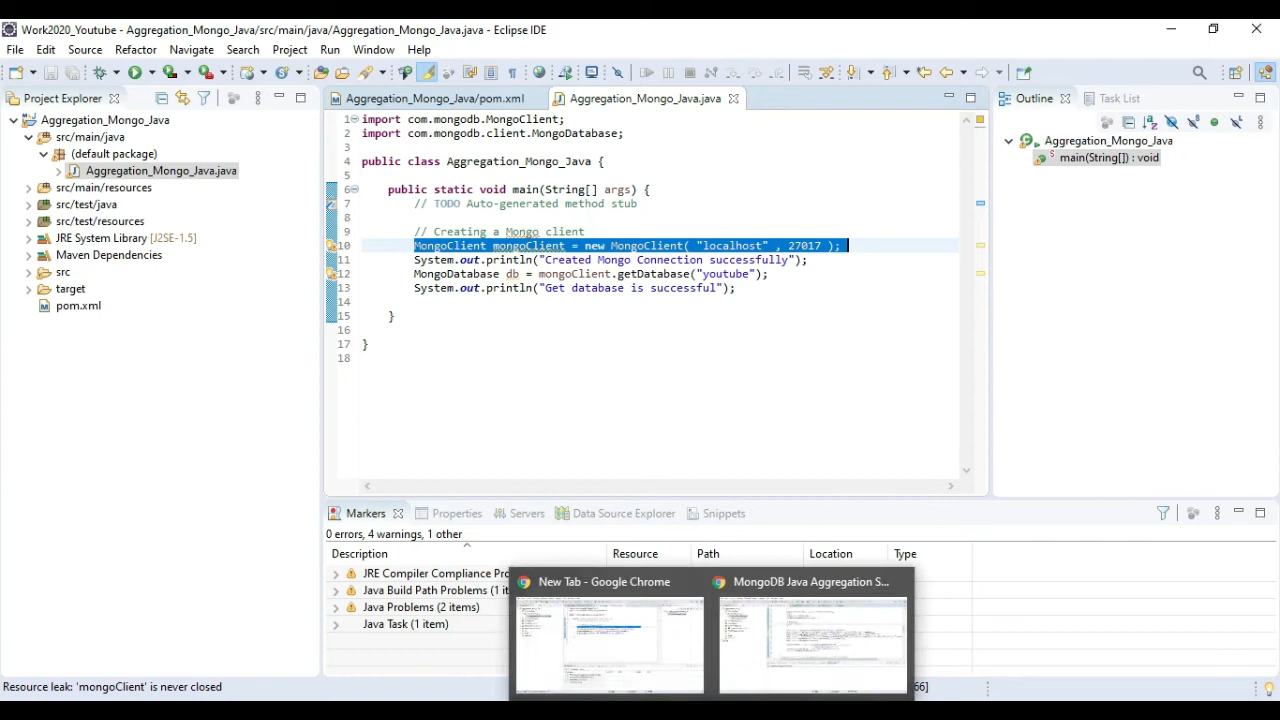 Work2020_Youtube - Aggregation_Mongo_Java/src/main/java/Aggregation_Mongo_Java.java - Eclipse IDE
File Edit Source Refactor Navigate Search Project Run Window Help
Project Explorer
Aggregation_Mongo_Java/pom.xml
Aggregation_Mongo_Java.java
Outline
Task List
Aggregation_Mongo_Java
src/main/java
(default package)
Aggregation_Mongo_Java.java
src/main/resources
src/test/java
src/test/resources
JRE System Library [J2SE-1.5]
Maven Dependencies
src
target
pom.xml
1 import com.mongodb.MongoClient;
2 import com.mongodb.client.MongoDatabase;
3
4 public class Aggregation_Mongo_Java {
5
6 public static void main(String[] args) {
7 // TODO Auto-generated method stub
8
9 // Creating a Mongo client
10 MongoClient mongoClient = new MongoClient( "localhost" , 27017 );
11 System.out.println("Created Mongo Connection successfully");
12 MongoDatabase db = mongoClient.getDatabase("youtube");
13 System.out.println("Get database is successful");
14
15 }
16
17 }
18
Aggregation_Mongo_Java
main(String[]) : void
Markers
Properties
Servers
Data Source Explorer
Snippets
0 errors, 4 warnings, 1 other
Description Resource Path Location Type
JRE Compiler Compliance Pro
Java Build Path Problems (1 it
Java Problems (2 items)
Java Task (1 item)
New Tab - Google Chrome
MongoDB Java Aggregation S...
Resource leak: 'mongoClient' is never closed
66]